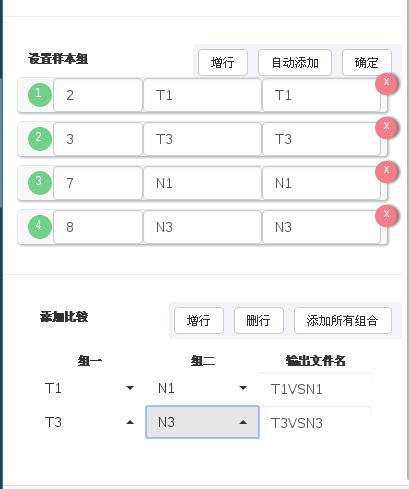 设置样本组 增行 自动添加 确定
1 2 T1 T1 x
2 3 T3 T3 x
3 7 N1 N1 x
4 8 N3 N3 x
添加比较 增行 删行 添加所有组合
组一 组二 输出文件名
T1 N1 T1VSN1
T3 N3 T3VSN3